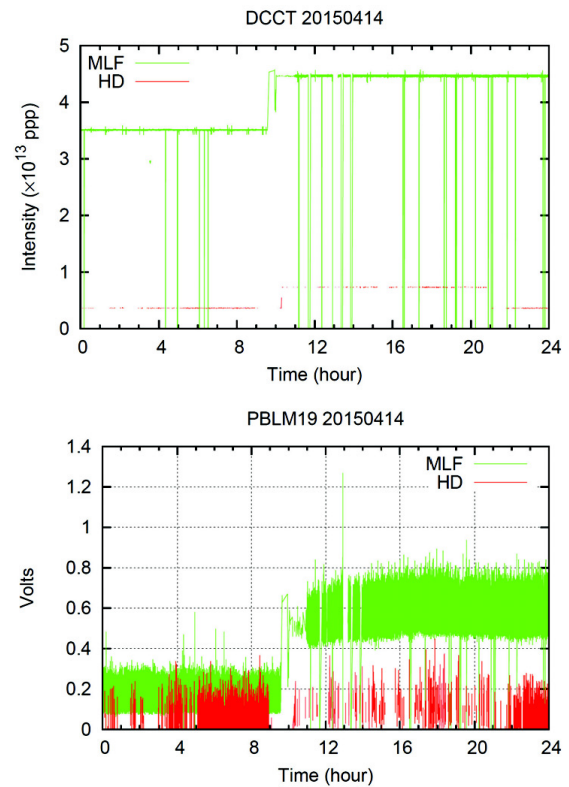 DCCT 20150414
5
4
3
2
1
0
Intensity (×10¹³ ppp)
MLF
HD
0 4 8 12 16 20 24
Time (hour)
PBLM19 20150414
1.4
1.2
1
0.8
0.6
0.4
0.2
0
Volts
MLF
HD
0 4 8 12 16 20 24
Time (hour)